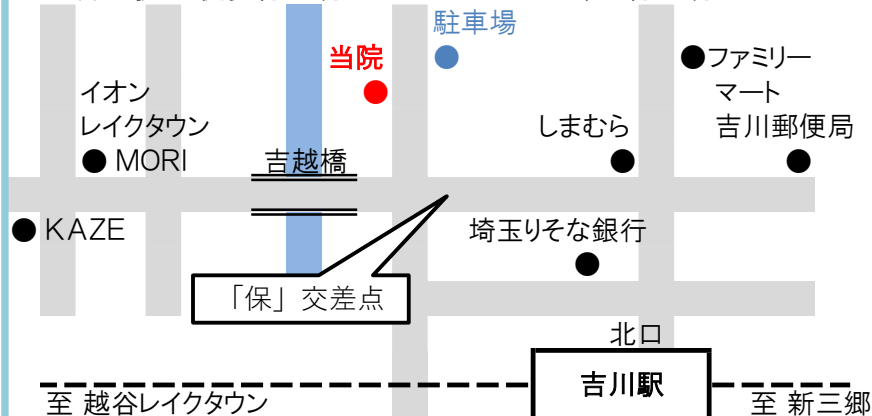 駐車場
当院
ファミリー
マート
イオン
レイクタウン
MORI
しまむら
吉川郵便局
吉越橋
KAZE
埼玉りそな銀行
「保」交差点
北口
吉川駅
至 越谷レイクタウン
至 新三郷